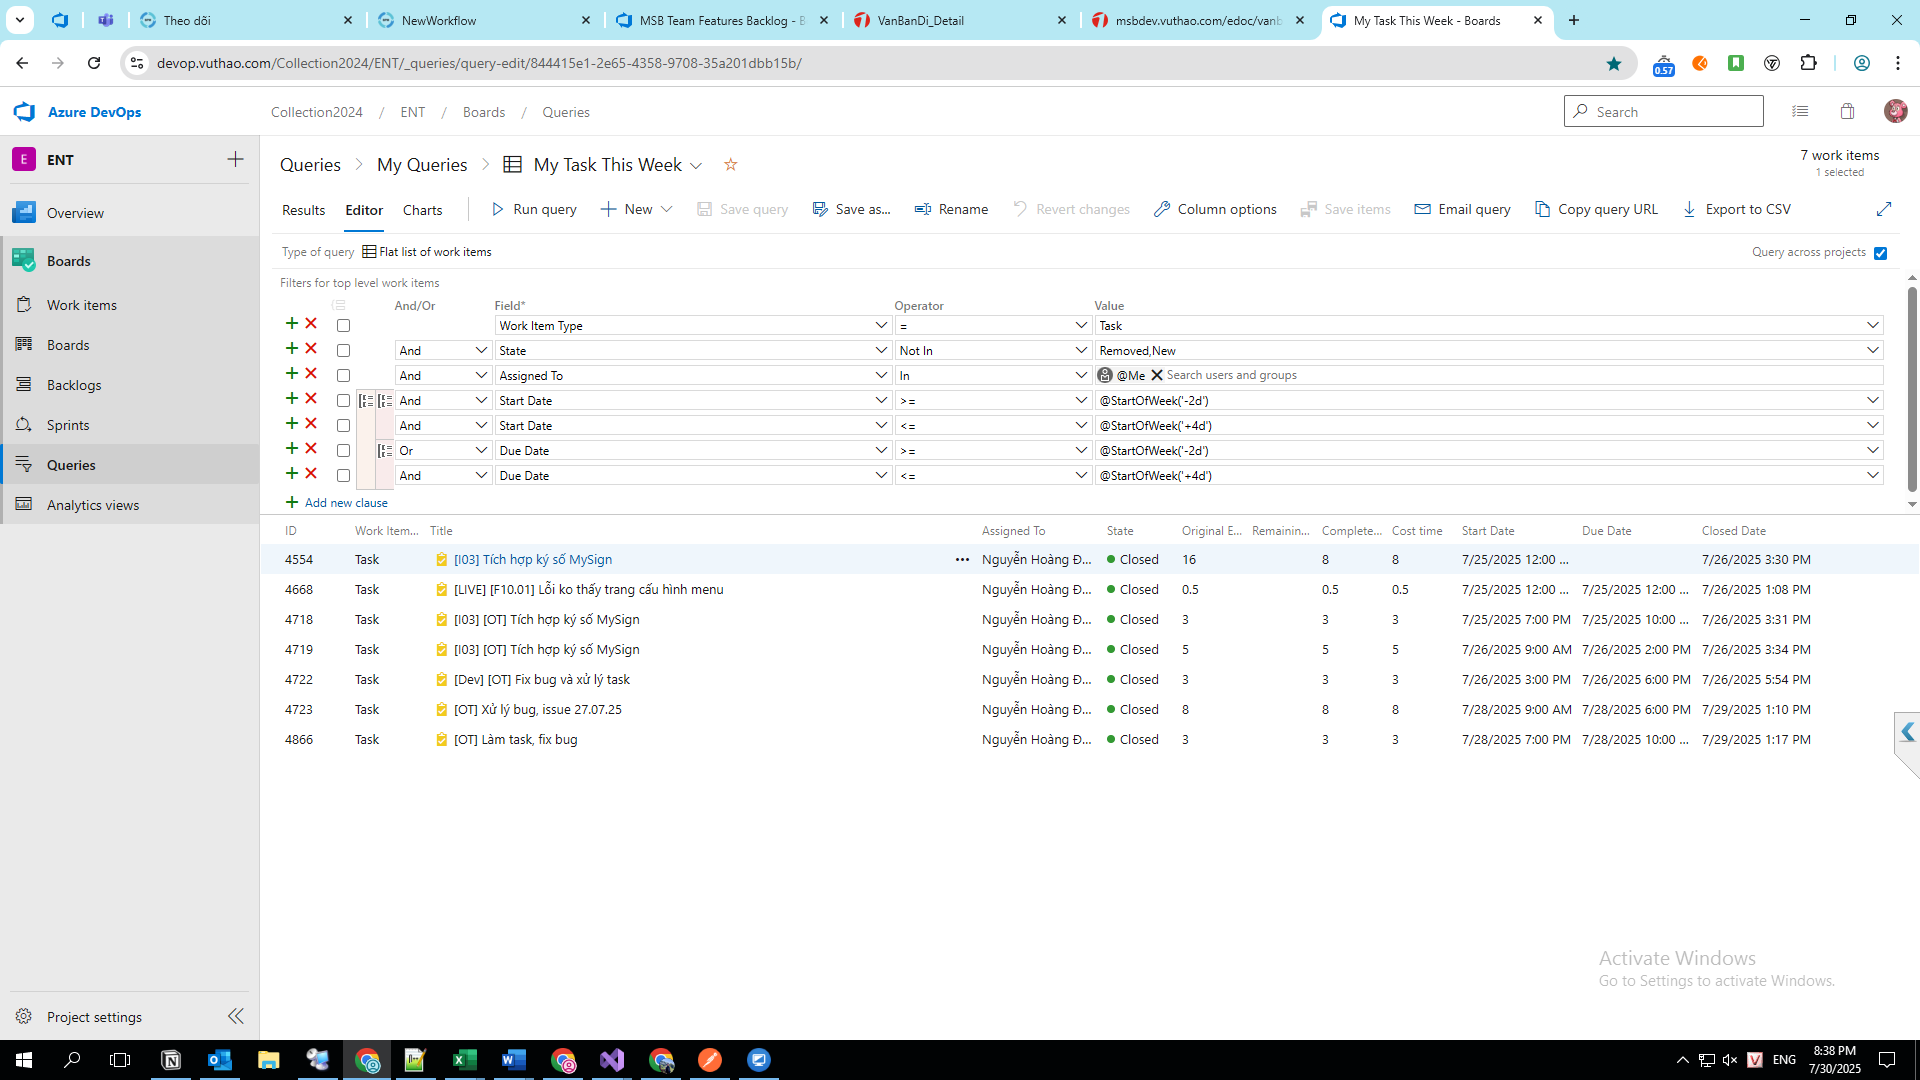 Theo dõi
NewWorkflow
MSB Team Features Backlog - B
VanBanDi_Detail
msbdev.vuthao.com/edoc/vanb
My Task This Week - Boards
devop.vuthao.com/Collection2024/ENT/_queries/query-edit/844415e1-2e65-4358-9708-35a201dbb15b/
0.57
Azure DevOps
Collection2024 / ENT / Boards / Queries
Search
E ENT
Overview
Boards
Work items
Boards
Backlogs
Sprints
Queries
Analytics views
Project settings
Queries > My Queries > My Task This Week
7 work items
1 selected
Results Editor Charts Run query New Save query Save as... Rename Revert changes Column options Save items Email query Copy query URL Export to CSV
Type of query Flat list of work items Query across projects
Filters for top level work items
And/Or Field* Operator Value
Work Item Type = Task
And State Not In Removed,New
And Assigned To In @Me Search users and groups
And Start Date >= @StartOfWeek('-2d')
And Start Date <= @StartOfWeek('+4d')
Or Due Date >= @StartOfWeek('-2d')
And Due Date <= @StartOfWeek('+4d')
Add new clause
ID Work Item... Title Assigned To State Original E... Remainin... Complete... Cost time Start Date Due Date Closed Date
4554 Task [I03] Tích hợp ký số MySign ••• Nguyễn Hoàng Đ... Closed 16 8 8 7/25/2025 12:00 ... 7/26/2025 3:30 PM
4668 Task [LIVE] [F10.01] Lỗi ko thấy trang cấu hình menu Nguyễn Hoàng Đ... Closed 0.5 0.5 0.5 7/25/2025 12:00 ... 7/25/2025 12:00 ... 7/26/2025 1:08 PM
4718 Task [I03] [OT] Tích hợp ký số MySign Nguyễn Hoàng Đ... Closed 3 3 3 7/25/2025 7:00 PM 7/25/2025 10:00 ... 7/26/2025 3:31 PM
4719 Task [I03] [OT] Tích hợp ký số MySign Nguyễn Hoàng Đ... Closed 5 5 5 7/26/2025 9:00 AM 7/26/2025 2:00 PM 7/26/2025 3:34 PM
4722 Task [Dev] [OT] Fix bug và xử lý task Nguyễn Hoàng Đ... Closed 3 3 3 7/26/2025 3:00 PM 7/26/2025 6:00 PM 7/26/2025 5:54 PM
4723 Task [OT] Xử lý bug, issue 27.07.25 Nguyễn Hoàng Đ... Closed 8 8 8 7/28/2025 9:00 AM 7/28/2025 6:00 PM 7/29/2025 1:10 PM
4866 Task [OT] Làm task, fix bug Nguyễn Hoàng Đ... Closed 3 3 3 7/28/2025 7:00 PM 7/28/2025 10:00 ... 7/29/2025 1:17 PM
Activate Windows
Go to Settings to activate Windows.
ENG
8:38 PM
7/30/2025